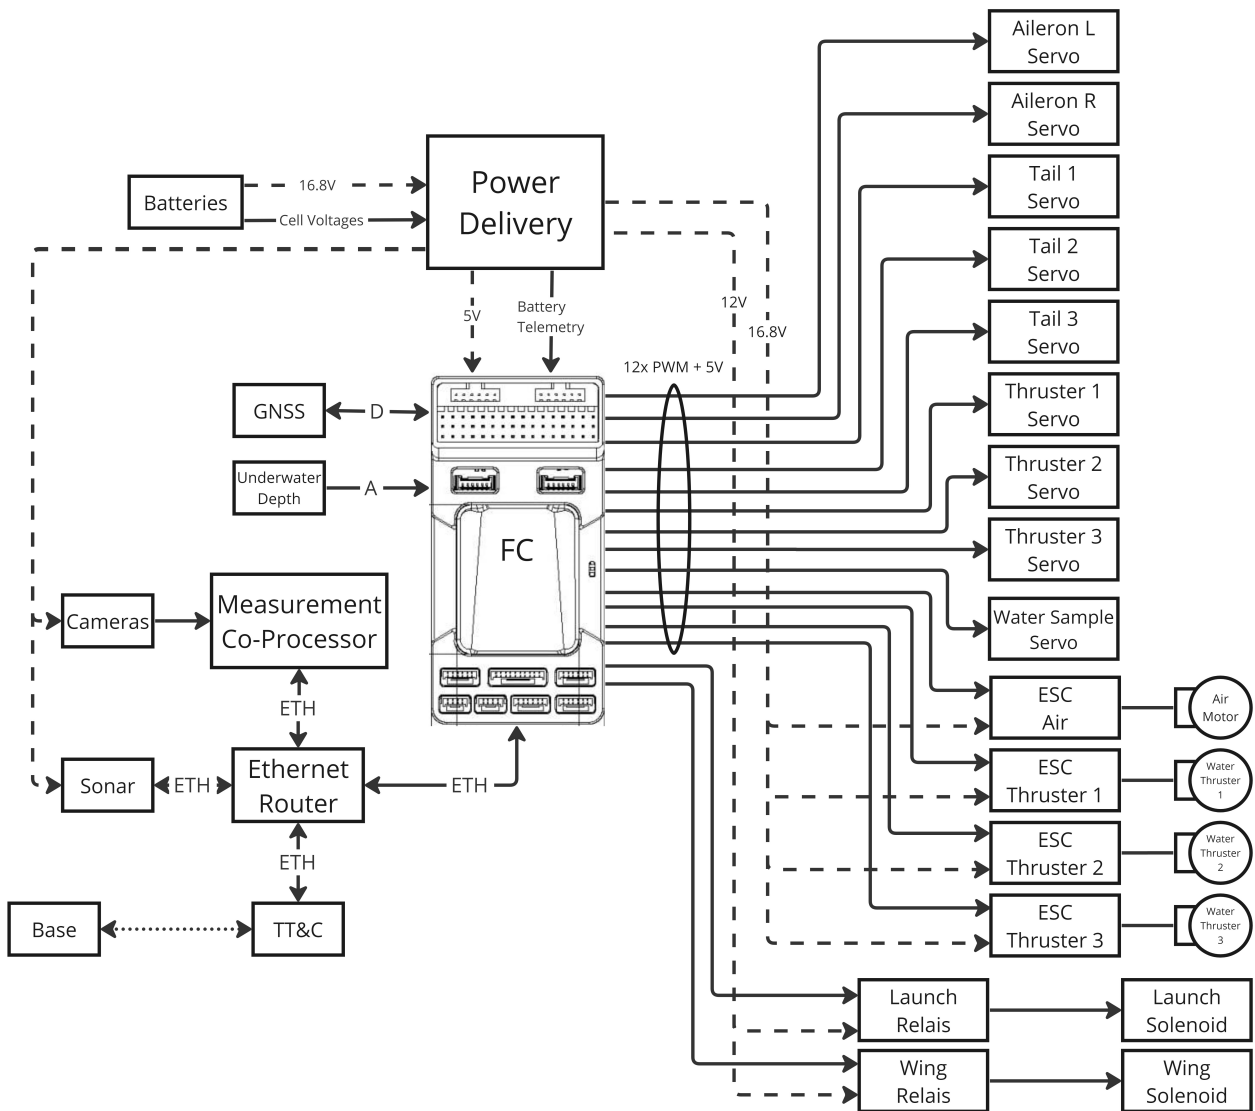 Aileron L
Servo
Aileron R
Servo
Power
Delivery
Batteries
16.8V
Cell Voltages
Tail 1
Servo
Tail 2
Servo
5V
Battery
Telemetry
12V
16.8V
Tail 3
Servo
12x PWM + 5V
GNSS
D
Thruster 1
Servo
Underwater
Depth
A
Thruster 2
Servo
FC
Thruster 3
Servo
Cameras
Measurement
Co-Processor
Water Sample
Servo
ETH
ESC
Air
Air
Motor
Sonar
ETH
Ethernet
Router
ETH
ESC
Thruster 1
Water
Thruster
1
ETH
ESC
Thruster 2
Water
Thruster
2
Base
TT&C
ESC
Thruster 3
Water
Thruster
3
Launch
Relais
Launch
Solenoid
Wing
Relais
Wing
Solenoid